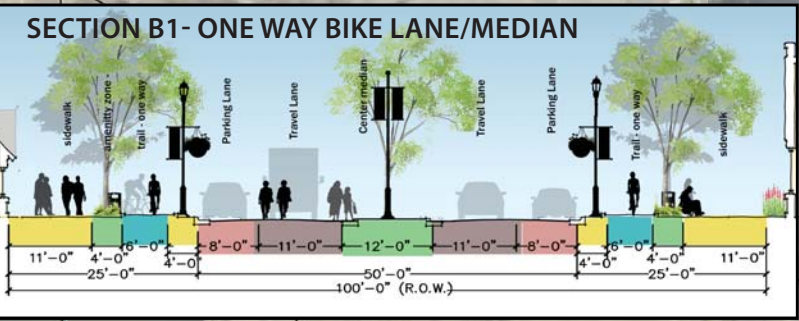 SECTION B1- ONE WAY BIKE LANE/MEDIAN
sidewalk
amenitty zone -
trail - one way
Parking Lane
Travel Lane
Center median
Travel Lane
Parking Lane
Trail - one way
sidewalk
11'-0" 4'-0" 6'-0" 4'-0" 8'-0" 11'-0" 12'-0" 11'-0" 8'-0" 4'-0" 6'-0" 4'-0" 11'-0"
25'-0" 50'-0" 25'-0"
100'-0" (R.O.W.)